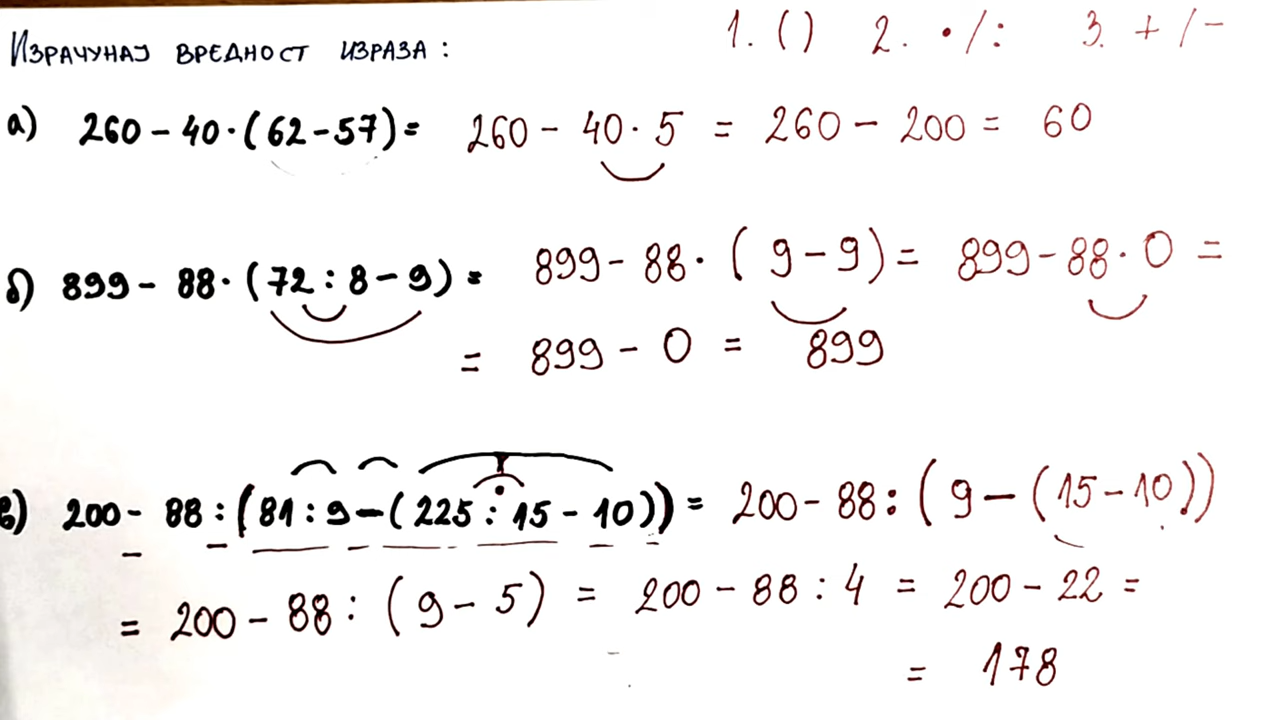 Израчунај вредност израза: 1. ( ) 2. • / : 3. + / −
а) 260 − 40 · (62 − 57) = 260 − 40 · 5 = 260 − 200 = 60
б) 899 − 88 · (72 : 8 − 9) = 899 − 88 · (9 − 9) = 899 − 88 · 0 =
= 899 − 0 = 899
в) 200 − 88 : (81 : 9 − (225 : 15 − 10)) = 200 − 88 : (9 − (15 − 10))
= 200 − 88 : (9 − 5) = 200 − 88 : 4 = 200 − 22 =
= 178